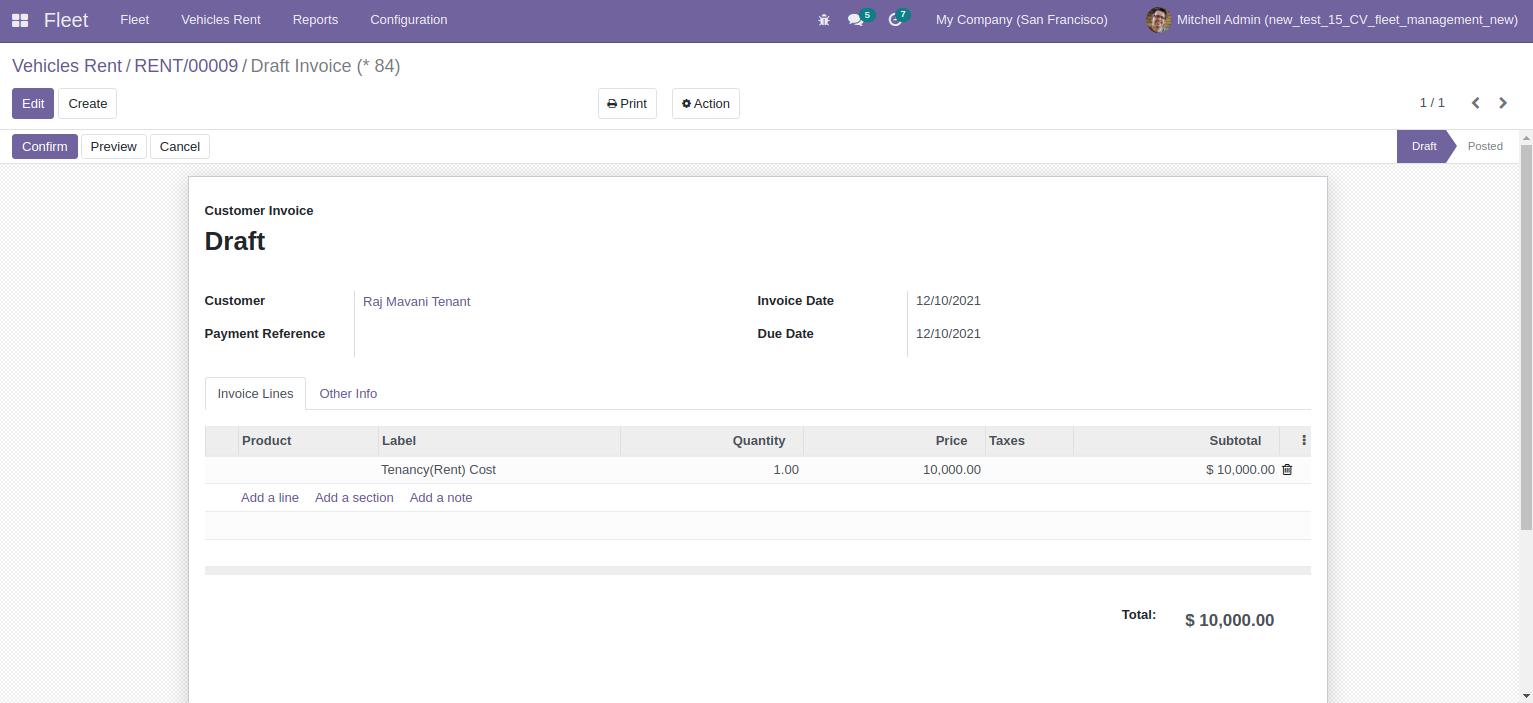 Fleet Fleet Vehicles Rent Reports Configuration 5 7 My Company (San Francisco) Mitchell Admin (new_test_15_CV_fleet_management_new)
Vehicles Rent / RENT/00009 / Draft Invoice (* 84)
Edit Create Print Action 1 / 1
Confirm Preview Cancel Draft Posted
Customer Invoice
Draft
Customer Raj Mavani Tenant Invoice Date 12/10/2021
Payment Reference Due Date 12/10/2021
Invoice Lines Other Info
Product Label Quantity Price Taxes Subtotal
Tenancy(Rent) Cost 1.00 10,000.00 $ 10,000.00
Add a line Add a section Add a note
Total: $ 10,000.00